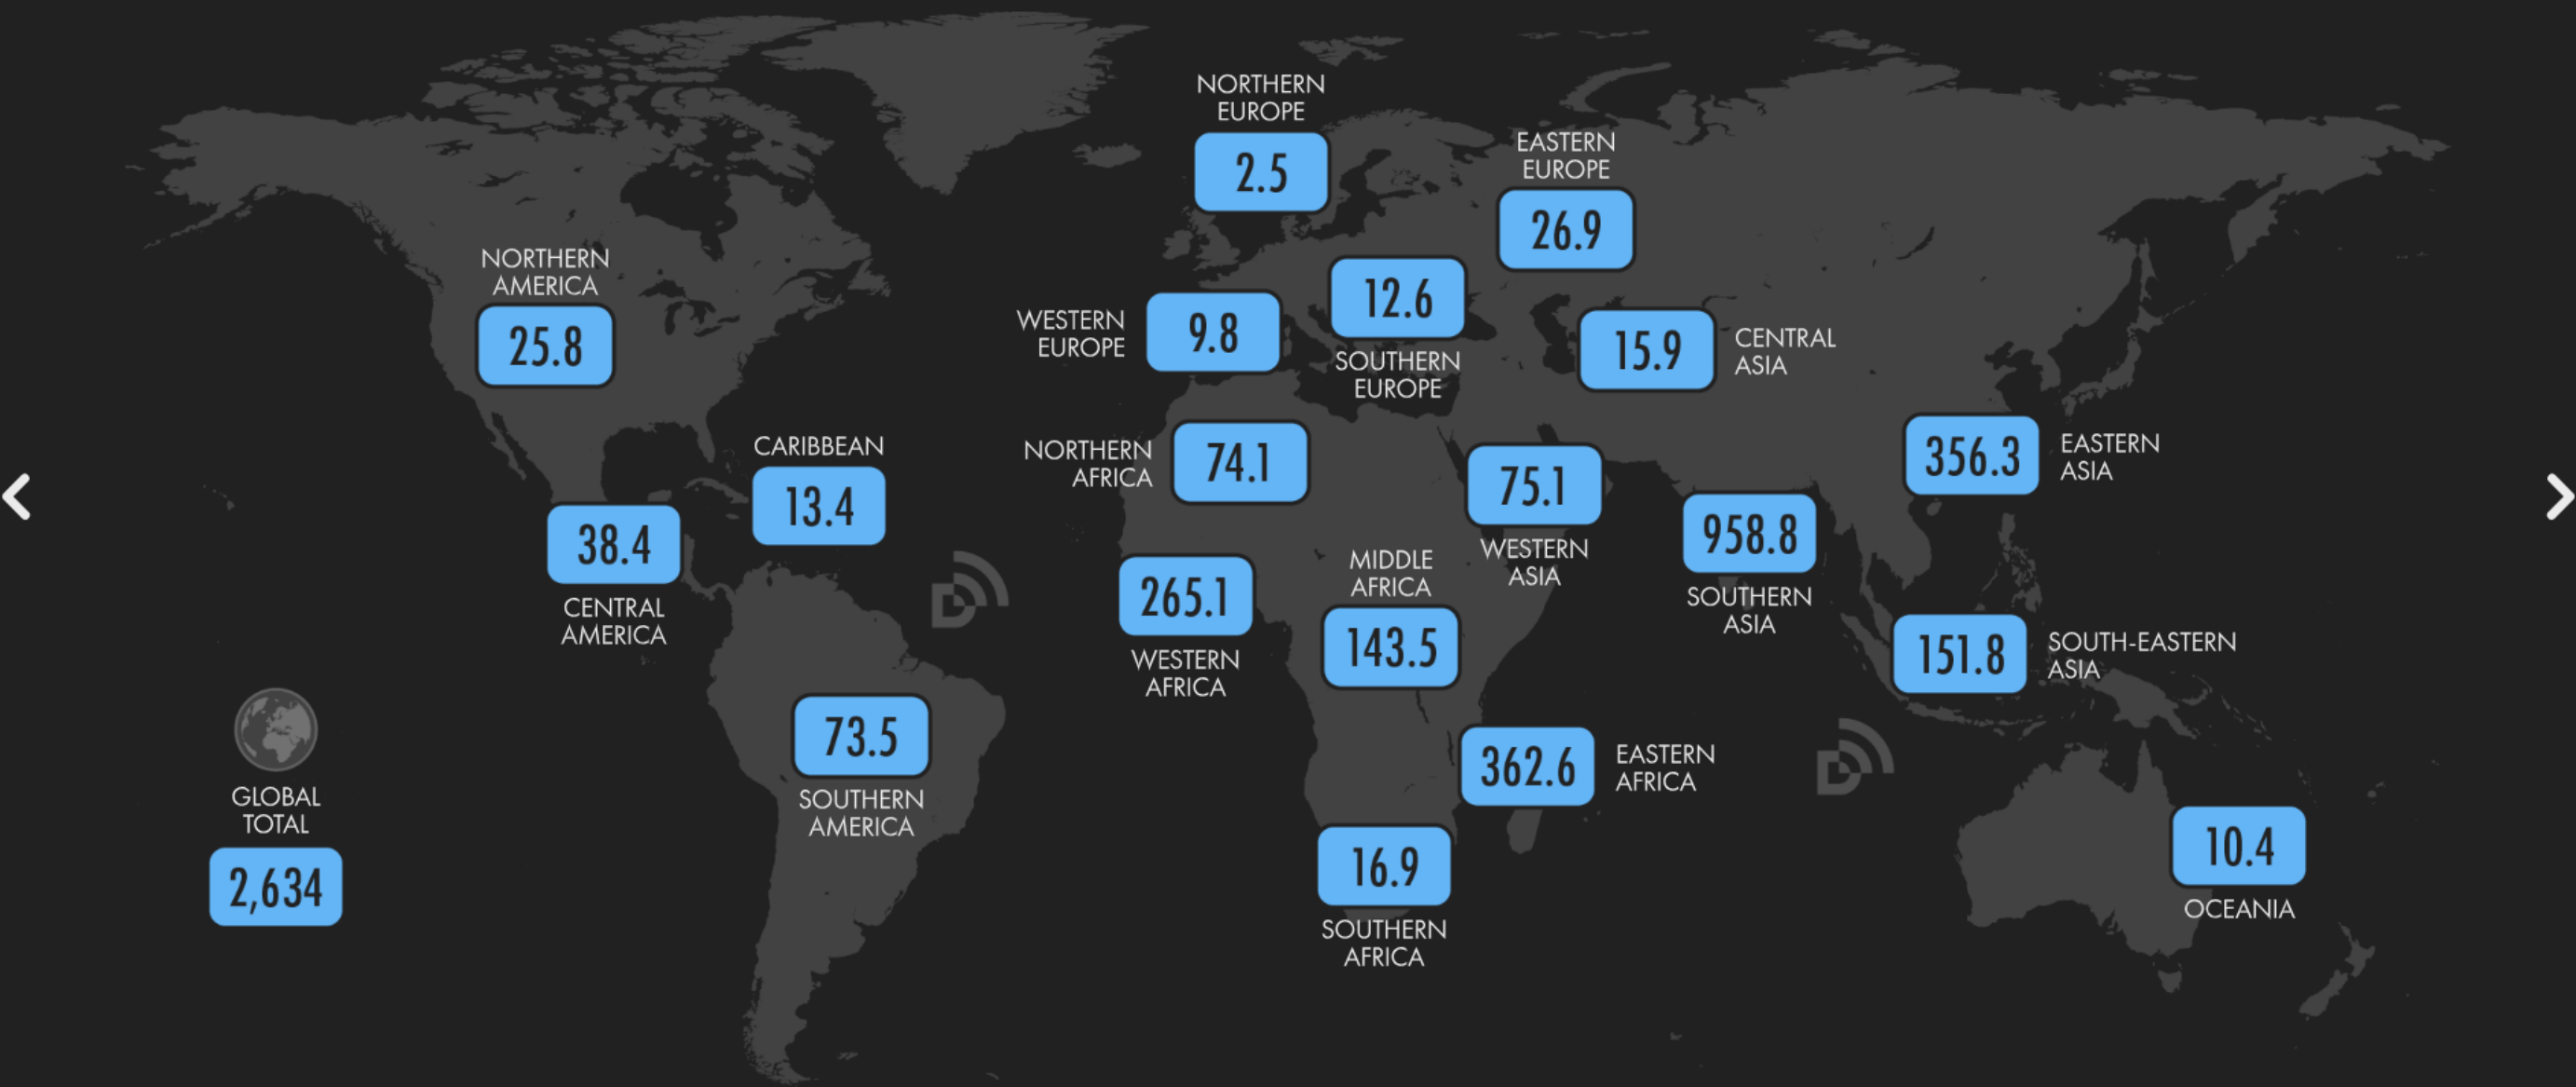 NORTHERN
EUROPE
2.5
EASTERN
EUROPE
26.9
NORTHERN
AMERICA
25.8
WESTERN
EUROPE
9.8
12.6
SOUTHERN
EUROPE
15.9
CENTRAL
ASIA
CARIBBEAN
13.4
NORTHERN
AFRICA
74.1
75.1
WESTERN
ASIA
356.3
EASTERN
ASIA
38.4
CENTRAL
AMERICA
265.1
WESTERN
AFRICA
MIDDLE
AFRICA
143.5
958.8
SOUTHERN
ASIA
151.8
SOUTH-EASTERN
ASIA
73.5
SOUTHERN
AMERICA
362.6
EASTERN
AFRICA
GLOBAL
TOTAL
2,634
16.9
SOUTHERN
AFRICA
10.4
OCEANIA